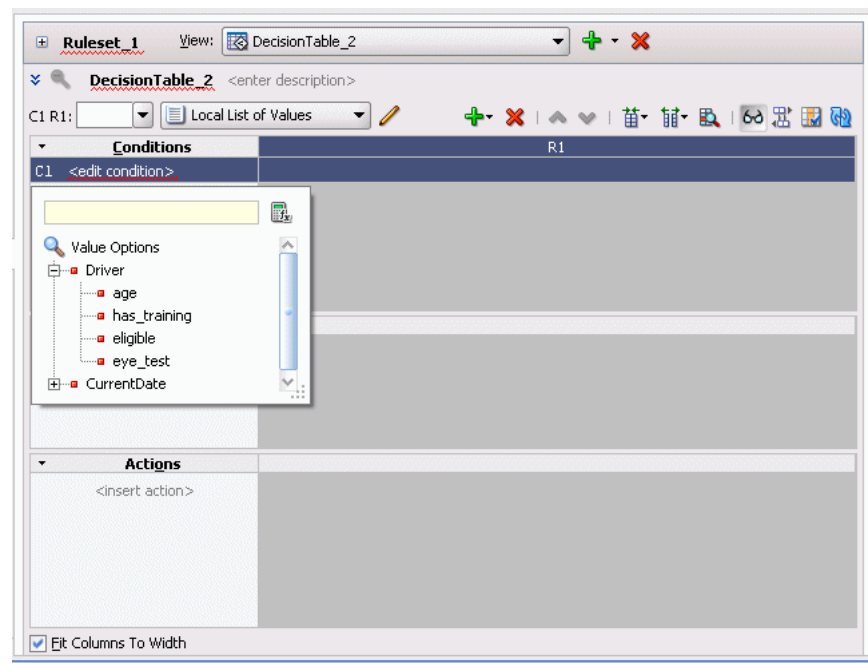 Ruleset_1 View: DecisionTable_2
DecisionTable_2 <enter description>
C1 R1: Local List of Values
Conditions R1
C1 <edit condition>
fx
Value Options
Driver
age
has_training
eligible
eye_test
CurrentDate
Actions
<insert action>
Fit Columns To Width